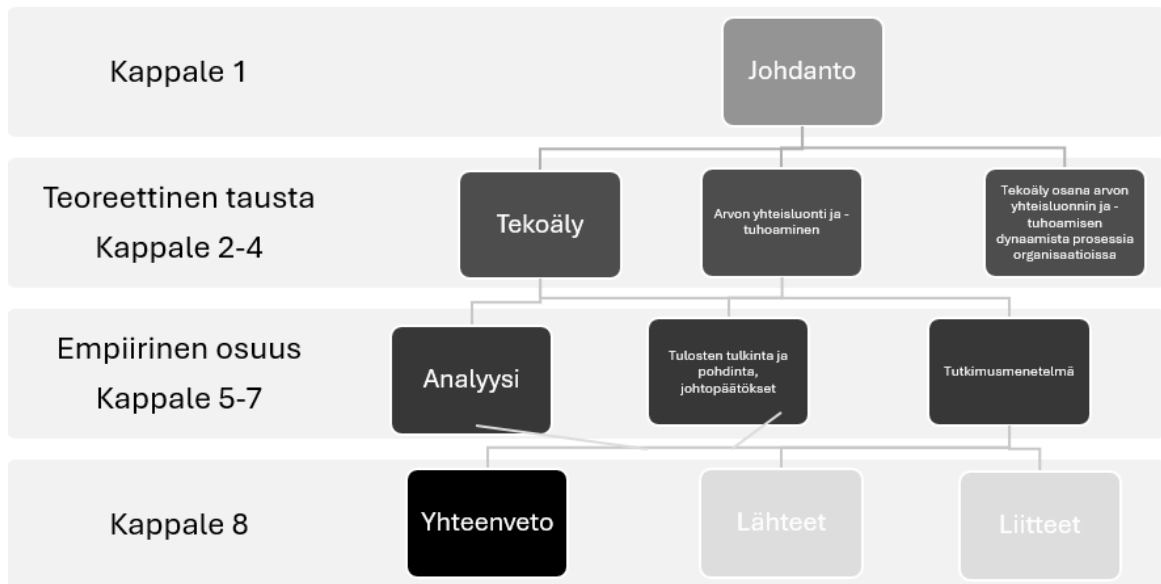 Kappale 1
Johdanto
Teoreettinen tausta
Kappale 2-4
Tekoäly
Arvon yhteisluonti ja -
tuhoaminen
Tekoäly osana arvon
yhteisluonnin ja -
tuhoamisen
dynaamista prosessia
organisaatioissa
Empiirinen osuus
Kappale 5-7
Analyysi
Tulosten tulkinta ja
pohdinta,
johtopäätökset
Tutkimusmenetelmä
Kappale 8
Yhteenveto
Lähteet
Liitteet